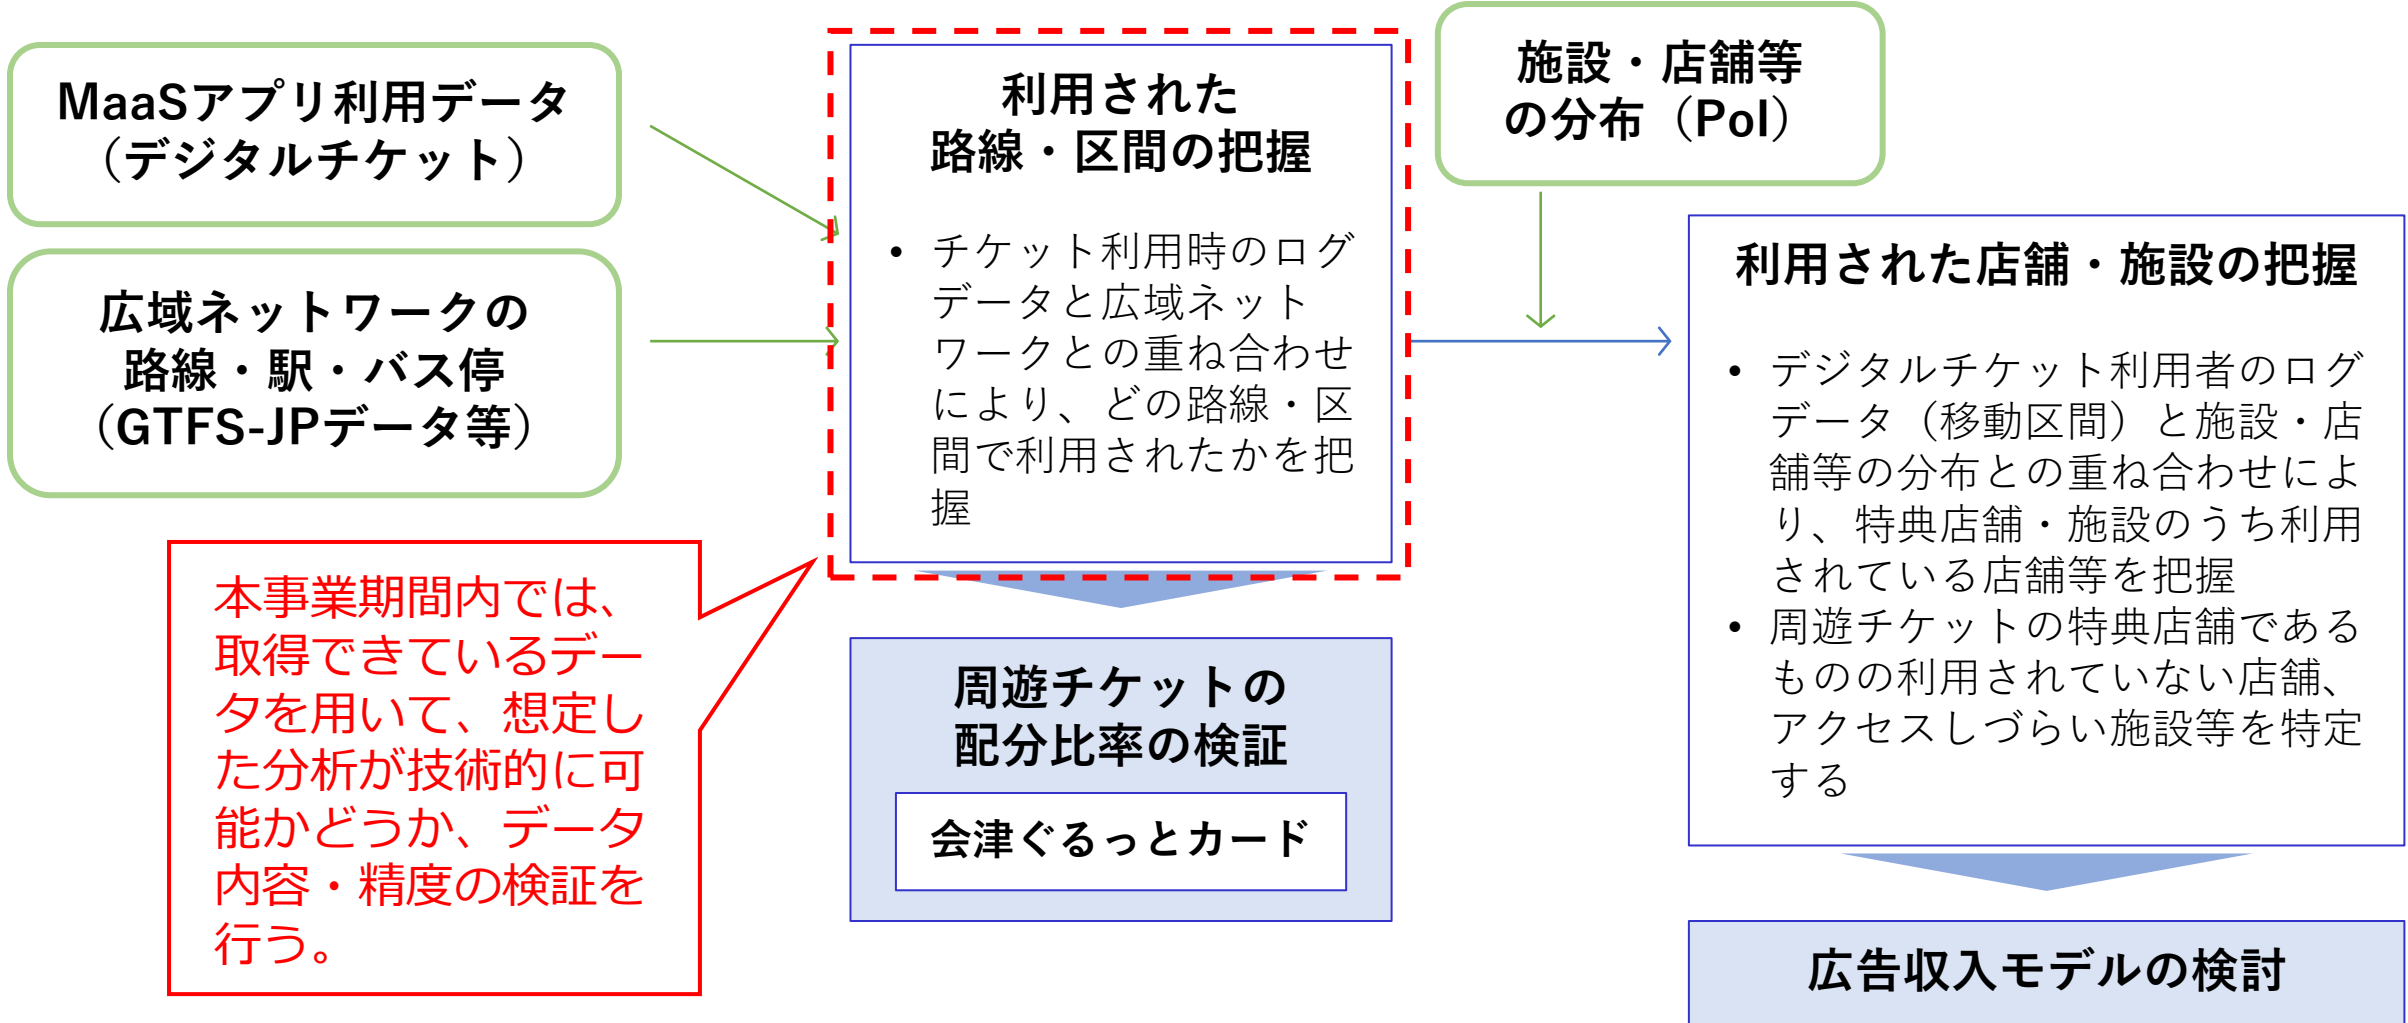 MaaSアプリ利用データ
（デジタルチケット）
広域ネットワークの
路線・駅・バス停
（GTFS-JPデータ等）
利用された
路線・区間の把握
• チケット利用時のログ
データと広域ネット
ワークとの重ね合わせ
により、どの路線・区
間で利用されたかを把
握
施設・店舗等
の分布（PoI）
利用された店舗・施設の把握
• デジタルチケット利用者のログ
データ（移動区間）と施設・店
舗等の分布との重ね合わせによ
り、特典店舗・施設のうち利用
されている店舗等を把握
• 周遊チケットの特典店舗である
ものの利用されていない店舗、
アクセスしづらい施設等を特定
する
本事業期間内では、
取得できているデー
タを用いて、想定し
た分析が技術的に可
能かどうか、データ
内容・精度の検証を
行う。
周遊チケットの
配分比率の検証
会津ぐるっとカード
広告収入モデルの検討